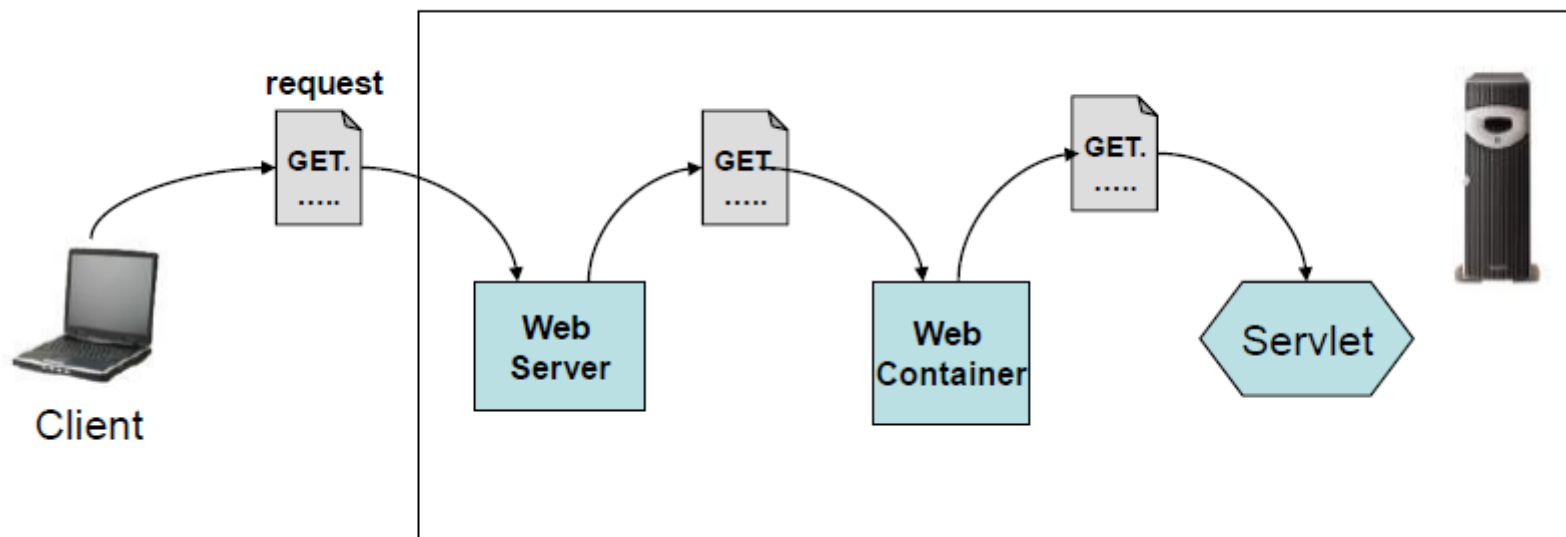 request
GET.
.....
GET.
.....
GET.
.....
Client
Web
Server
Web
Container
Servlet